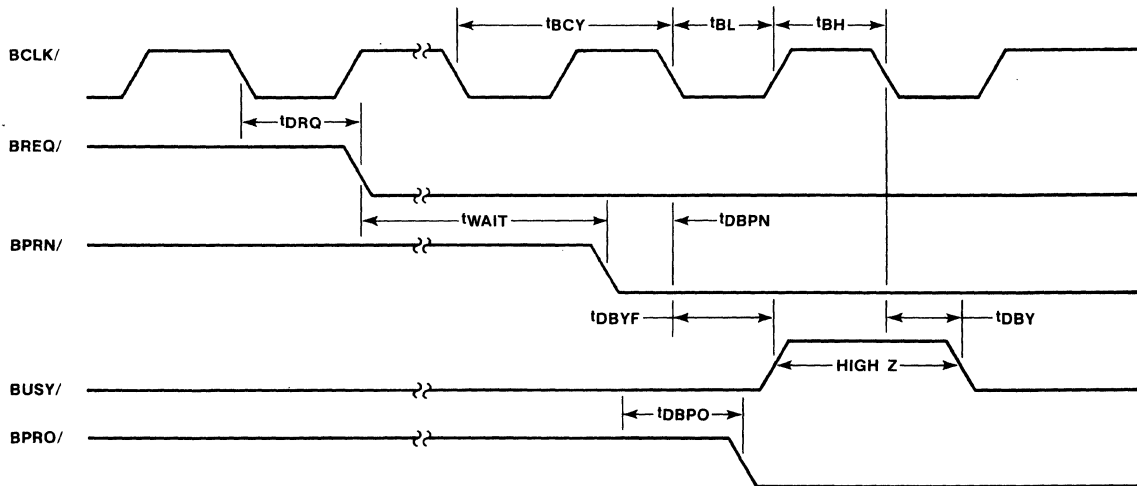 tBCY
tBL
tBH
BCLK/
tDRQ
BREQ/
tWAIT
tDBPN
BPRN/
tDBYF
tDBY
HIGH Z
BUSY/
tDBPO
BPRO/